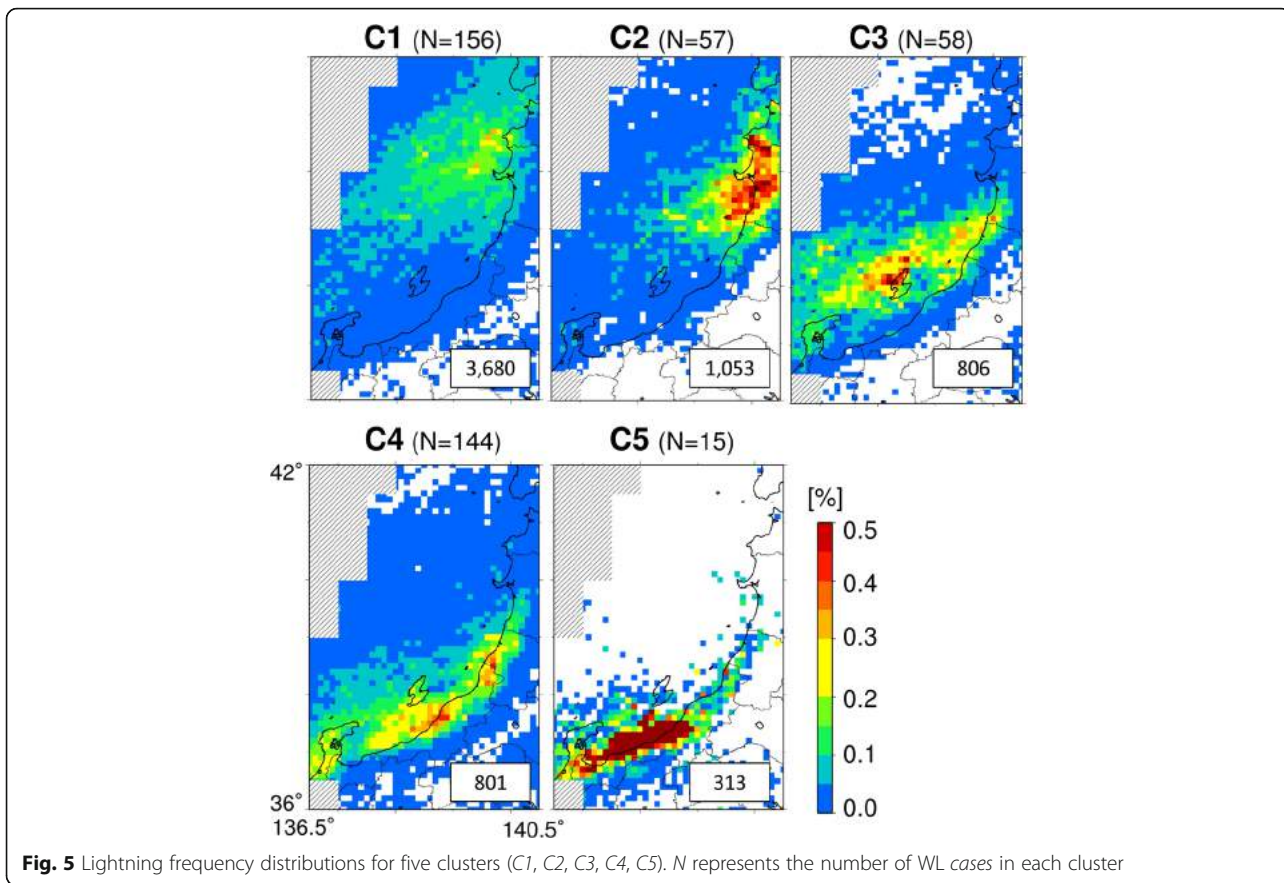 C1 (N=156)
C2 (N=57)
C3 (N=58)
3,680
1,053
806
C4 (N=144)
C5 (N=15)
42°
[%]
0.5
0.4
0.3
0.2
0.1
0.0
801
313
36°
136.5°
140.5°
Fig. 5 Lightning frequency distributions for five clusters (C1, C2, C3, C4, C5). N represents the number of WL cases in each cluster